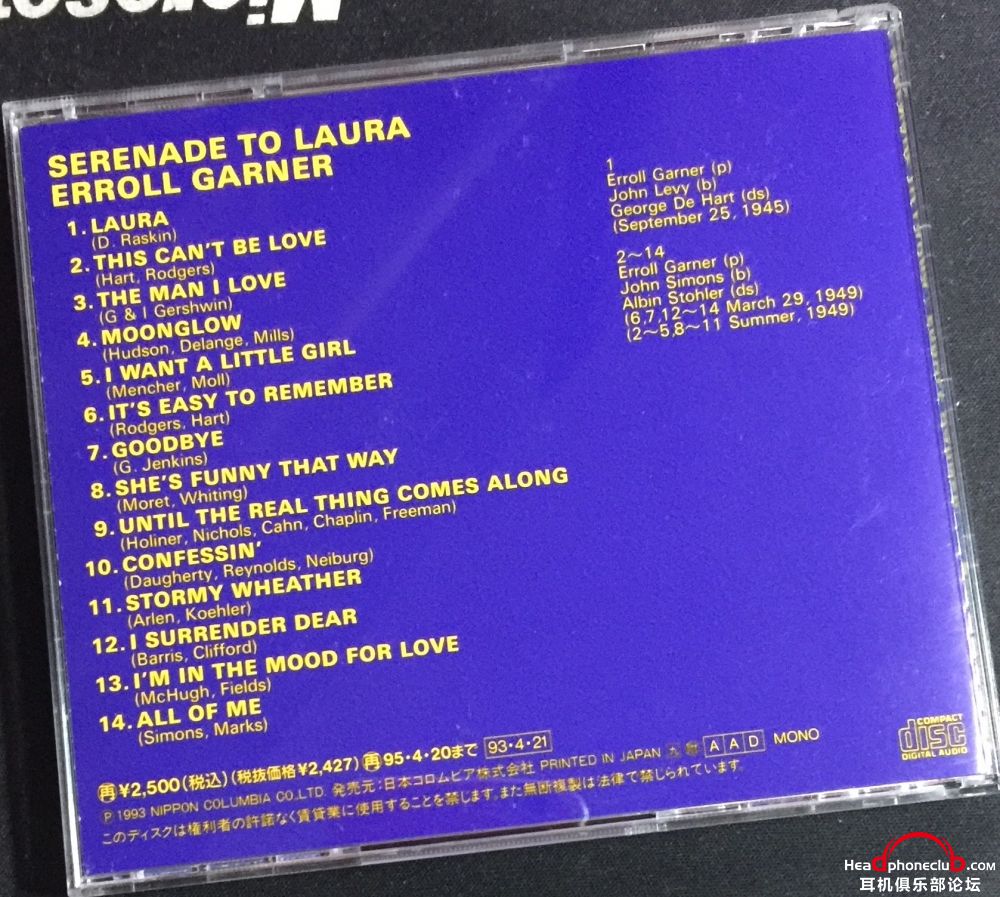 Microsoft
SERENADE TO LAURA
ERROLL GARNER
1. LAURA
(D. Raskin)
2. THIS CAN'T BE LOVE
(Hart, Rodgers)
3. THE MAN I LOVE
(G & I Gershwin)
4. MOONGLOW
(Hudson, Delange, Mills)
5. I WANT A LITTLE GIRL
(Mencher, Moll)
6. IT'S EASY TO REMEMBER
(Rodgers, Hart)
7. GOODBYE
(G. Jenkins)
8. SHE'S FUNNY THAT WAY
(Moret, Whiting)
9. UNTIL THE REAL THING COMES ALONG
(Holiner, Nichols, Cahn, Chaplin, Freeman)
10. CONFESSIN'
(Daugherty, Reynolds, Neiburg)
11. STORMY WHEATHER
(Arlen, Koehler)
12. I SURRENDER DEAR
(Barris, Clifford)
13. I'M IN THE MOOD FOR LOVE
(McHugh, Fields)
14. ALL OF ME
(Simons, Marks)
1
Erroll Garner (p)
John Levy (b)
George De Hart (ds)
(September 25, 1945)
2〜14
Erroll Garner (p)
John Simons (b)
Albin Stohler (ds)
(6,7,12〜14 March 29, 1949)
(2〜5,8〜11 Summer, 1949)
再¥2,500(税込)(税抜価格¥2,427)再95・4・20まで 93・4・21
Ⓟ1993 NIPPON COLUMBIA CO.,LTD. 発売元:日本コロムビア株式会社 PRINTED IN JAPAN AAD MONO
このディスクは権利者の許諾なく賃貸業に使用することを禁じます。また無断複製は法律で禁じられています。
COMPACT
disc
DIGITAL AUDIO
Headphoneclub.COM
耳机俱乐部论坛